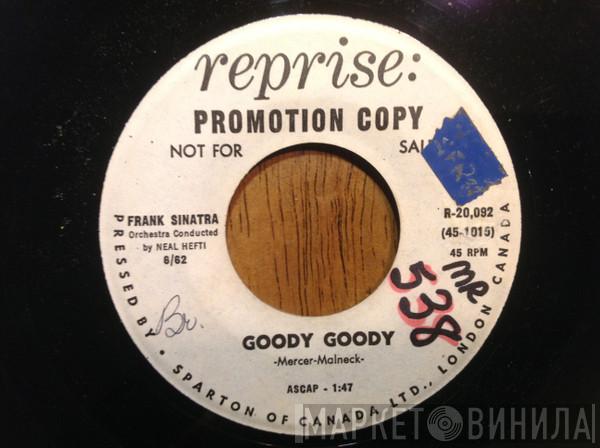 reprise:
PROMOTION COPY
NOT FOR
FRANK SINATRA
Orchestra Conducted
by NEAL HEFTI
6/62
R-20,092
(45-1015)
45 RPM
Br.
MR
538
GOODY GOODY
-Mercer-Malneck-
ASCAP - 1:47
PRESSED BY • SPARTON OF CANADA LTD., LONDON CANADA
МАРКЕТ ВИНИЛА